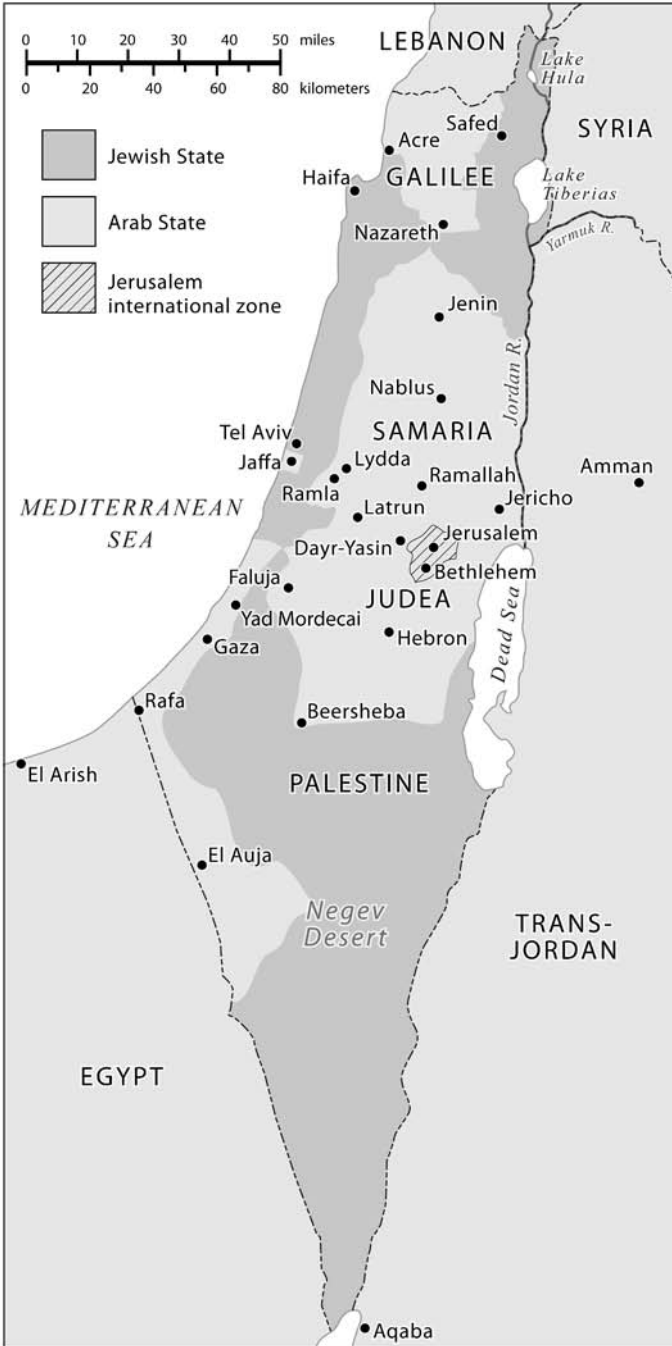 0 10 20 30 40 50 miles
0 20 40 60 80 kilometers
Jewish State
Arab State
Jerusalem
international zone
LEBANON
Lake
Hula
SYRIA
Safed
Acre
GALILEE
Haifa
Lake
Tiberias
Nazareth
Yarmuk R.
Jenin
Jordan R.
Nablus
SAMARIA
Tel Aviv
Jaffa
Lydda
Ramla
Ramallah
Amman
Jericho
MEDITERRANEAN
SEA
Latrun
Dayr-Yasin
Jerusalem
Bethlehem
Faluja
JUDEA
Yad Mordecai
Hebron
Gaza
Dead Sea
Rafa
Beersheba
El Arish
PALESTINE
El Auja
Negev
Desert
TRANS-
JORDAN
EGYPT
Aqaba